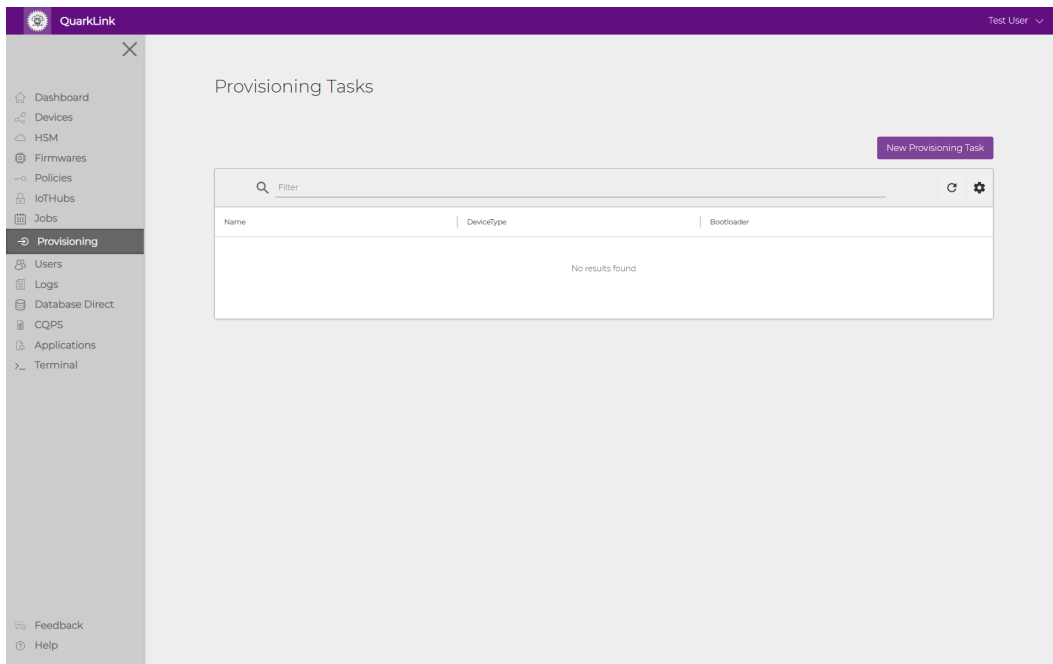 QuarkLink
Test User
Dashboard
Devices
HSM
Firmwares
Policies
IoTHubs
Jobs
Provisioning
Users
Logs
Database Direct
CQPS
Applications
Terminal
Feedback
Help
Provisioning Tasks
New Provisioning Task
Filter
Name DeviceType Bootloader
No results found